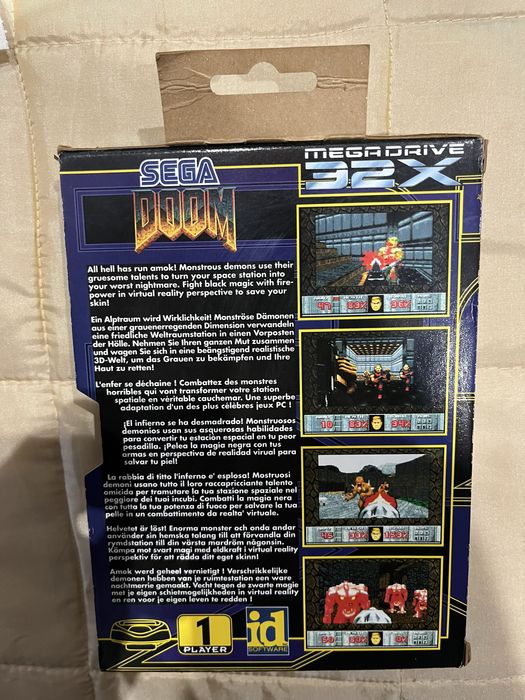 SEGA
MEGA DRIVE
32X
DOOM
All hell has run amok! Monstrous demons use their
gruesome talents to turn your space station into
your worst nightmare. Fight black magic with fire-
power in virtual reality perspective to save your
skin!
Ein Alptraum wird Wirklichkeit! Monströse Dämonen
aus einer grauenerregenden Dimension verwandeln
eine friedliche Weltraumstation in einen Vorposten
der Hölle. Nehmen Sie Ihren ganzen Mut zusammen
und wagen Sie sich in eine beängstigend realistische
3D-Welt, um das Grauen zu bekämpfen und Ihre
Haut zu retten!
L'enfer se déchaine ! Combattez des monstres
horribles qui vont transformer votre station
spatiale en véritable cauchemar. Une superbe
adaptation d'un des plus célèbres jeux PC !
¡El infierno se ha desmadrado! Monstruosos
demonios usan sus asquerosas habilidades
para convertir tu estación espacial en tu peor
pesadilla. ¡Pelea la magia negra con tus
armas en perspectiva de realidad virual para
salvar tu piel!
La rabbia di titto l'inferno e' esplosa! Mostruosi
demoni usano tutto il loro raccapricciante talento
omicida per tramutare la tua stazione spaziale nel
peggiore dei tuoi incubi. Combatti la magia nera
con tutta la tua potenza di fuoco per salvare la tua
pelle in un combattimento da realta' virtuale.
Helvetet är löst! Enorma monster och onda andar
använder sin hemska talang till att förvandla din
rymdstation till din värsta mardröm någonsin.
Kämpa mot svart magi med eldkraft i virtual reality
perspektiv för att rädda ditt eget skinn!
Amok werd geheel vernietigt ! Verschrikkelijke
demonen hebben van je ruimtestation een ware
nachtmerrie gemaakt. Vecht tegen de zwarte magie
met je eigen schietmogelijkheden in virtual reality
en ron voor je eigen leven te redden !
1
PLAYER
id
SOFTWARE